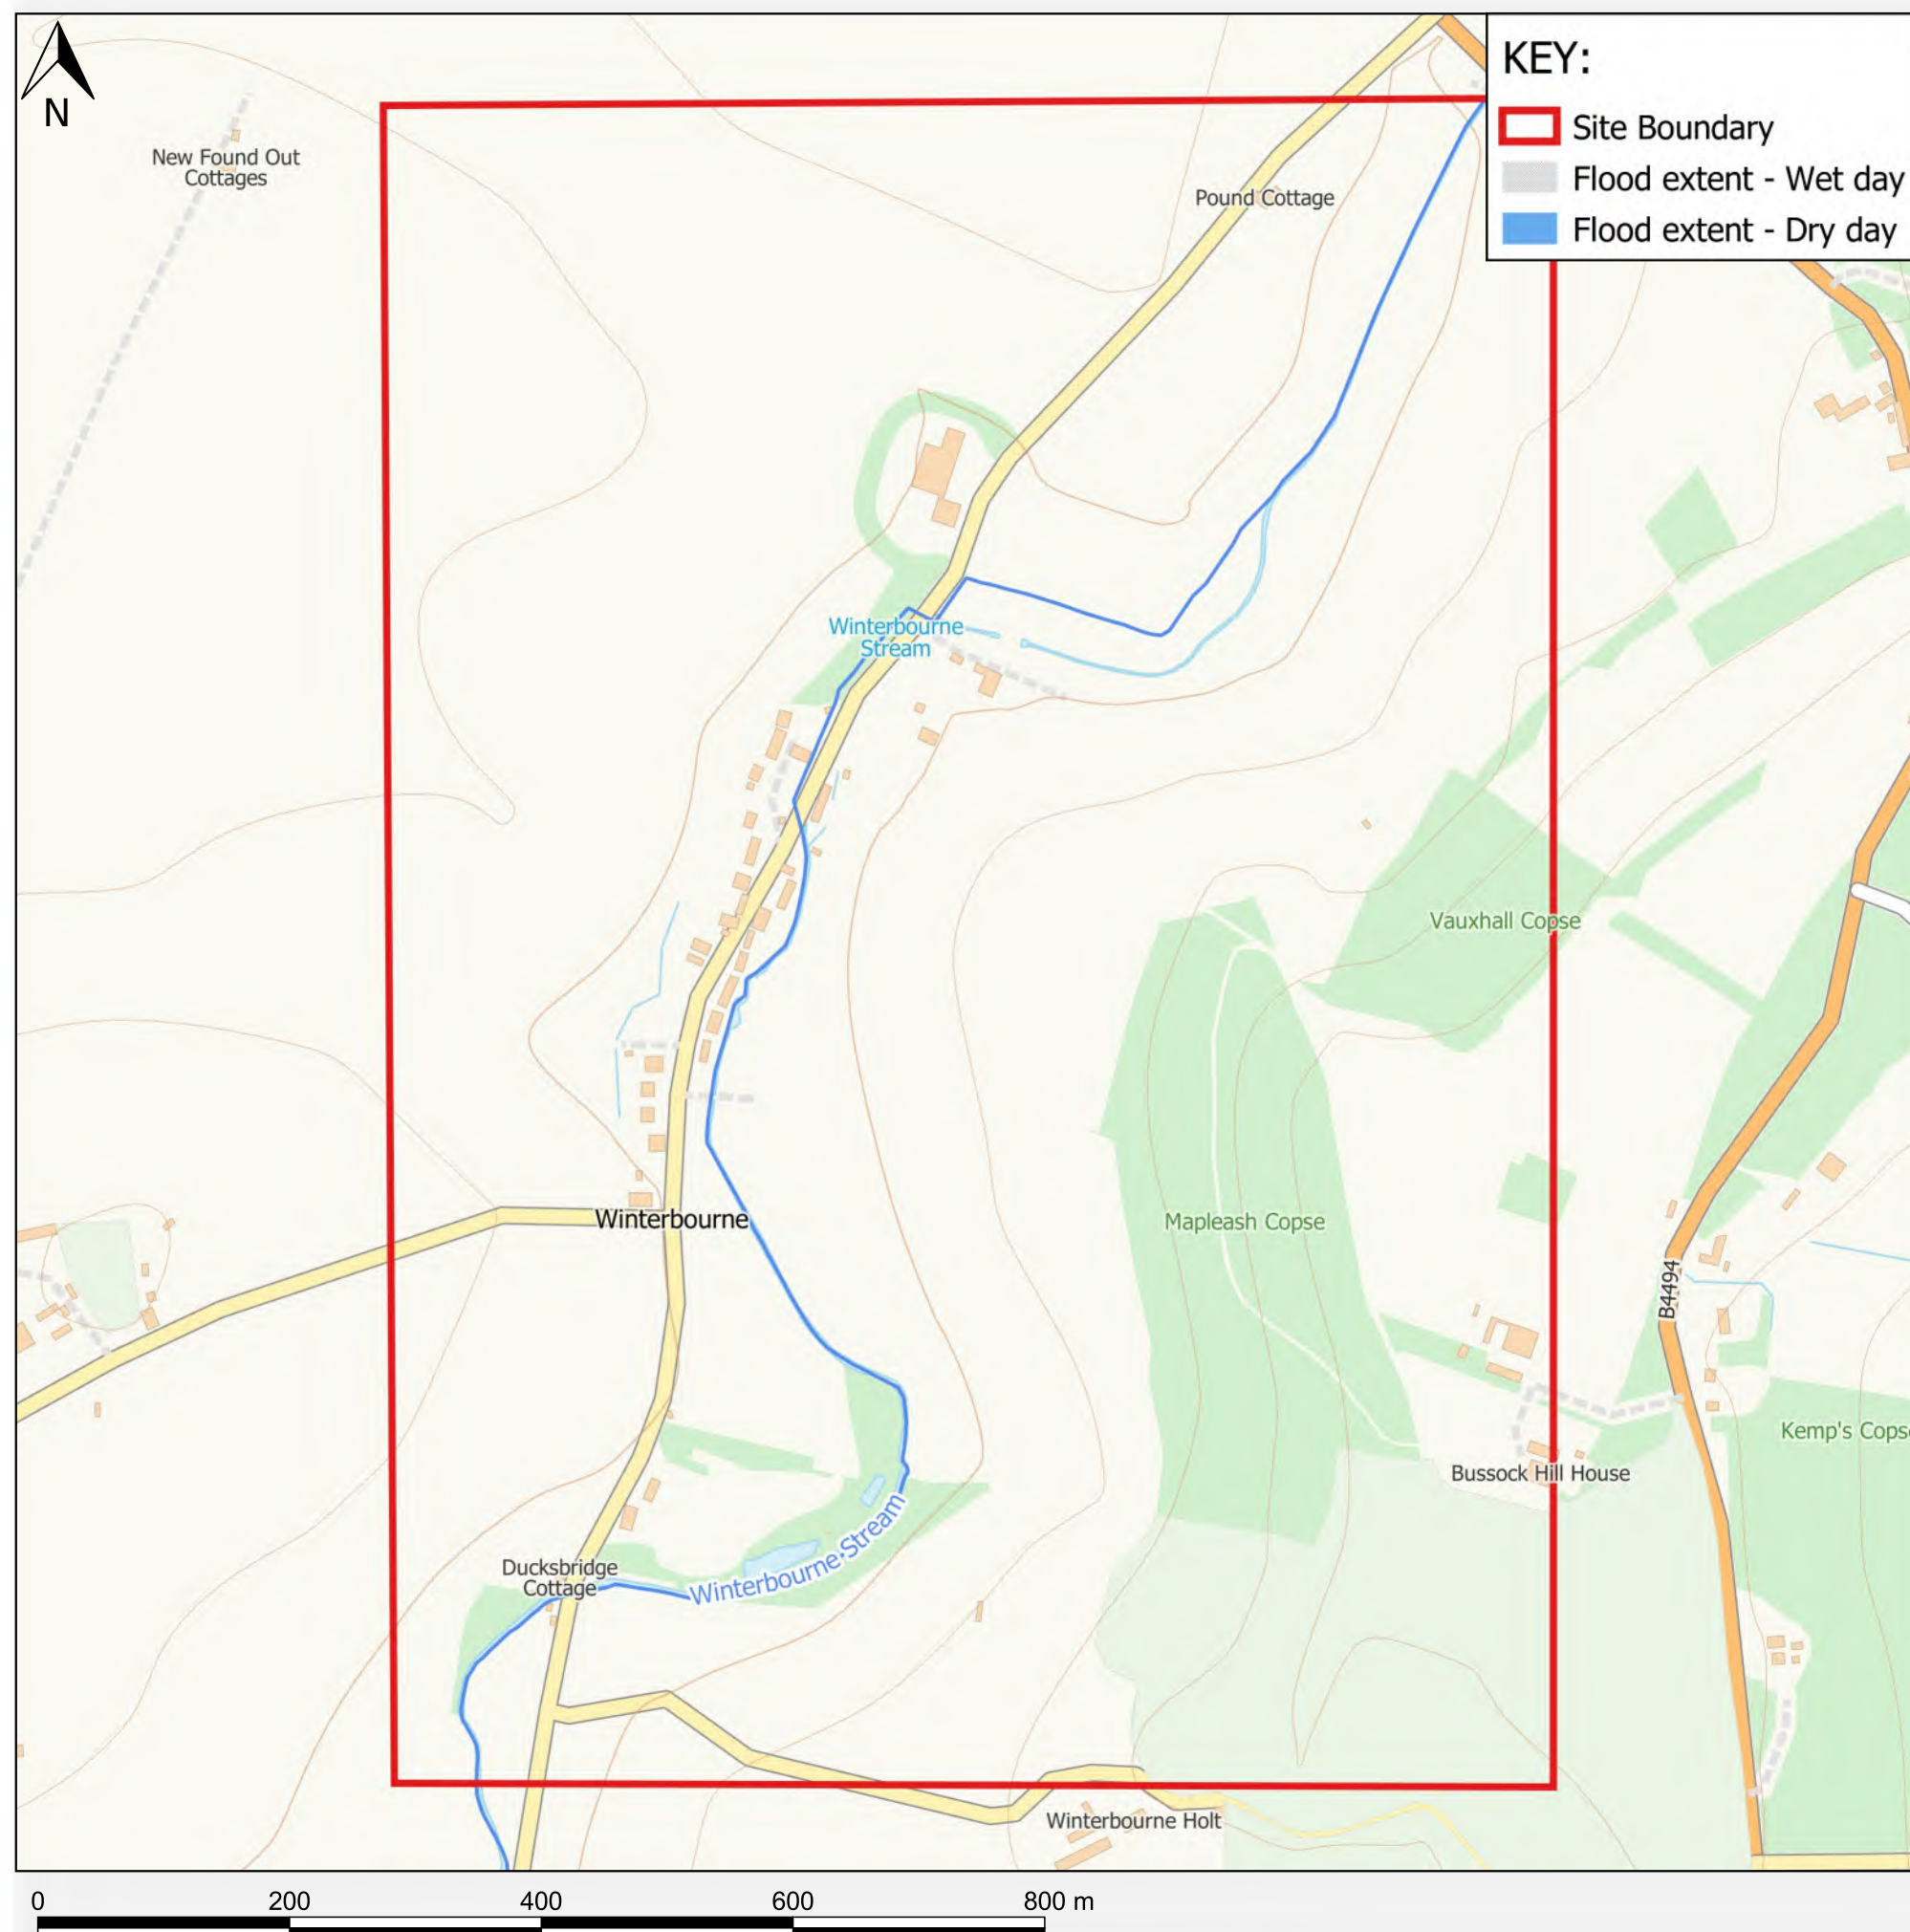 N
KEY:
Site Boundary
Flood extent - Wet day
Flood extent - Dry day
New Found Out
Cottages
Pound Cottage
Winterbourne
Stream
Vauxhall Copse
Mapleash Copse
Winterbourne
B4494
Kemp's Cops
Bussock Hill House
Winterbourne Stream
Ducksbridge
Cottage
Winterbourne Holt
0 200 400 600 800 m